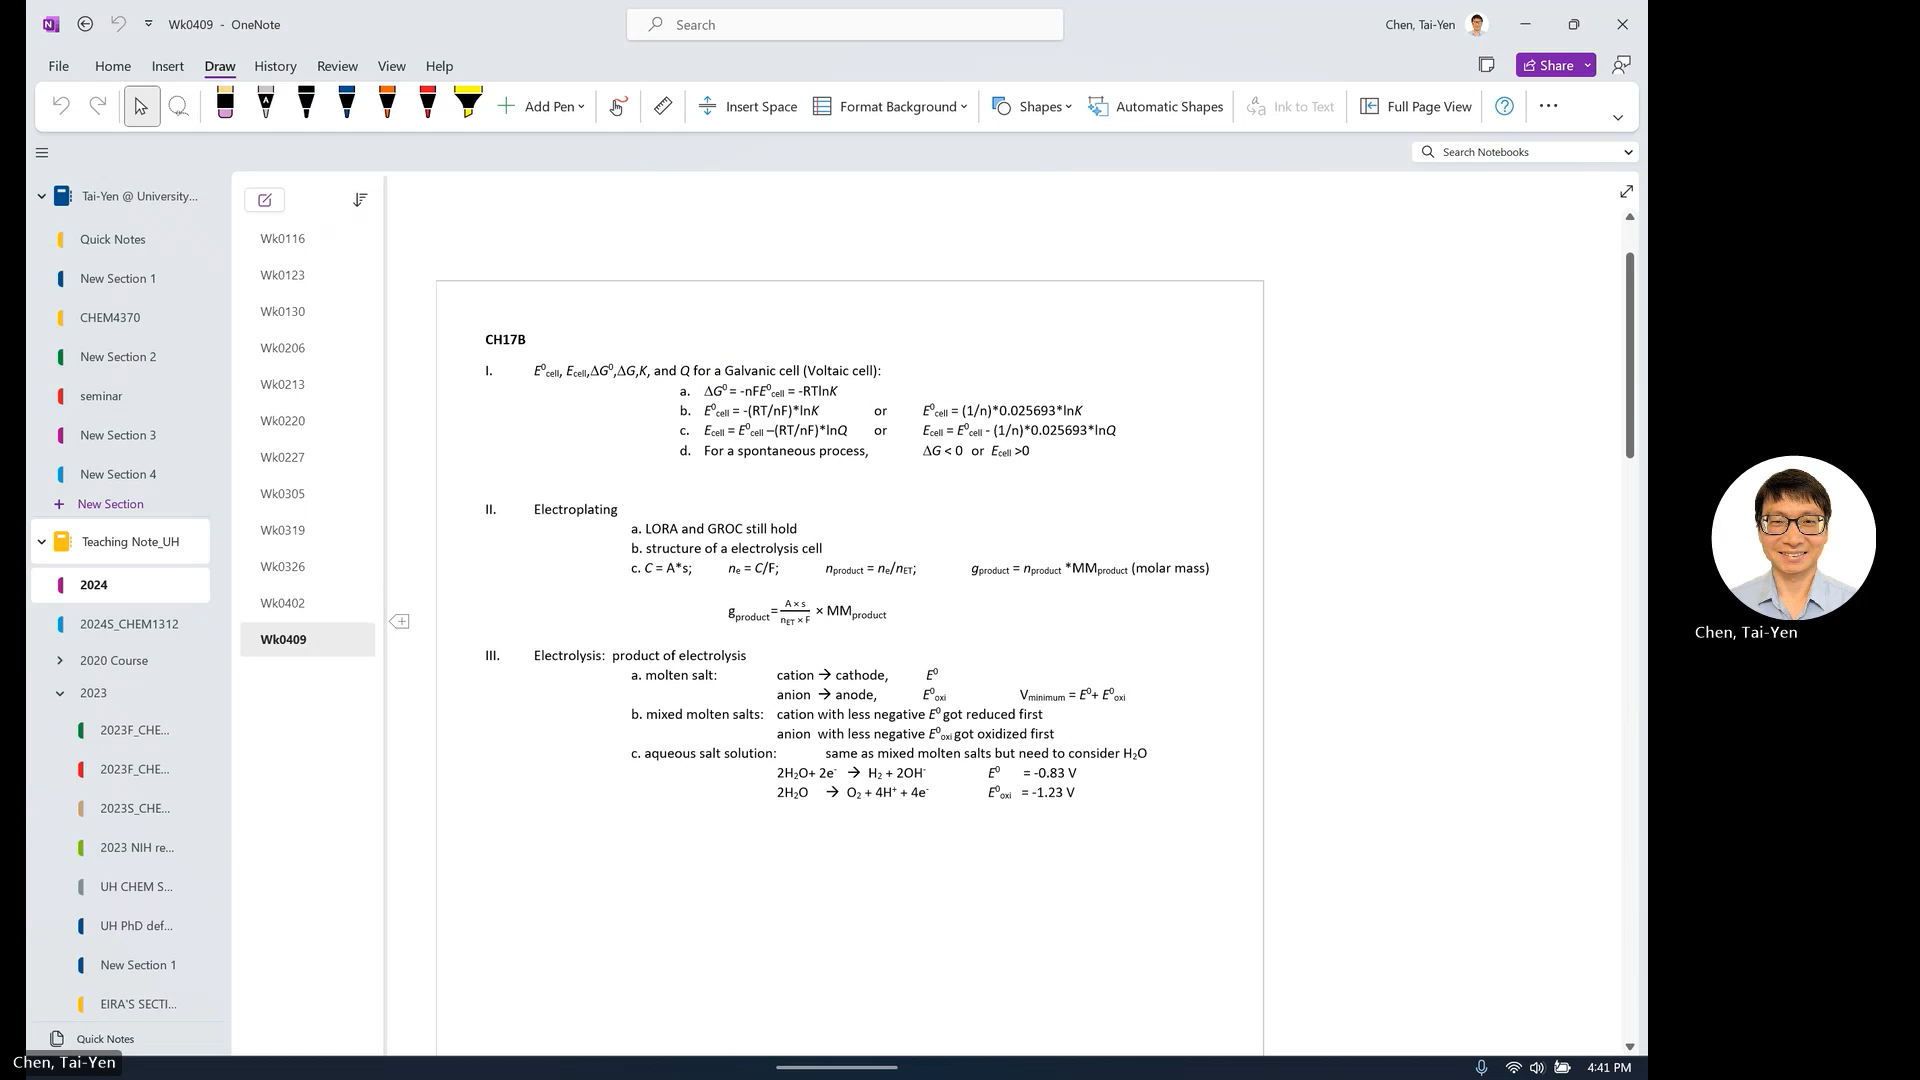 Wk0409 - OneNote
Search
Chen, Tai-Yen
File Home Insert Draw History Review View Help
Share
Add Pen
Insert Space
Format Background
Shapes
Automatic Shapes
Ink to Text
Full Page View
Search Notebooks
Tai-Yen @ University...
Quick Notes
New Section 1
CHEM4370
New Section 2
seminar
New Section 3
New Section 4
+ New Section
Teaching Note_UH
2024
2024S_CHEM1312
2020 Course
2023
2023F_CHE...
2023F_CHE...
2023S_CHE...
2023 NIH re...
UH CHEM S...
UH PhD def...
New Section 1
EIRA'S SECTI...
Quick Notes
Wk0116
Wk0123
Wk0130
Wk0206
Wk0213
Wk0220
Wk0227
Wk0305
Wk0319
Wk0326
Wk0402
Wk0409
CH17B
I. E⁰cell, Ecell,ΔG⁰,ΔG,K, and Q for a Galvanic cell (Voltaic cell):
a. ΔG⁰ = -nFE⁰cell = -RTlnK
b. E⁰cell = -(RT/nF)*lnK or E⁰cell = (1/n)*0.025693*lnK
c. Ecell = E⁰cell –(RT/nF)*lnQ or Ecell = E⁰cell - (1/n)*0.025693*lnQ
d. For a spontaneous process, ΔG < 0 or Ecell >0
II. Electroplating
a. LORA and GROC still hold
b. structure of a electrolysis cell
c. C = A*s; nₑ = C/F; nproduct = nₑ/nET; gproduct = nproduct *MMproduct (molar mass)
gproduct = (A × s)/(nET × F) × MMproduct
III. Electrolysis: product of electrolysis
a. molten salt: cation → cathode, E⁰
anion → anode, E⁰oxi Vminimum = E⁰+ E⁰oxi
b. mixed molten salts: cation with less negative E⁰ got reduced first
anion with less negative E⁰oxi got oxidized first
c. aqueous salt solution: same as mixed molten salts but need to consider H₂O
2H₂O+ 2e⁻ → H₂ + 2OH⁻ E⁰ = -0.83 V
2H₂O → O₂ + 4H⁺ + 4e⁻ E⁰oxi = -1.23 V
Chen, Tai-Yen
Chen, Tai-Yen
4:41 PM